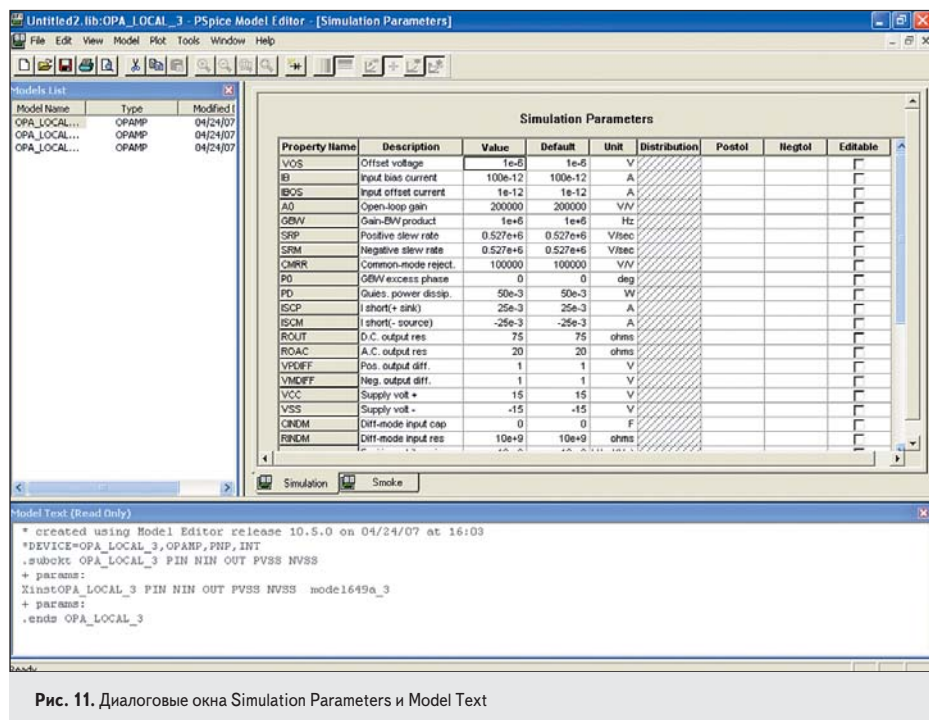 Untitled2.lib:OPA_LOCAL_3 - PSpice Model Editor - [Simulation Parameters]
File Edit View Model Plot Tools Window Help
Models List
Model Name Type Modified
OPA_LOCAL... OPAMP 04/24/07
OPA_LOCAL... OPAMP 04/24/07
OPA_LOCAL... OPAMP 04/24/07
Simulation Parameters
Property Name Description Value Default Unit Distribution Postol Negtol Editable
VOS Offset voltage 1e-6 1e-6 V
IB Input bias current 100e-12 100e-12 A
IBOS Input offset current 1e-12 1e-12 A
A0 Open-loop gain 200000 200000 V/V
GBW Gain-BW product 1e+6 1e+6 Hz
SRP Positive slew rate 0.527e+6 0.527e+6 V/sec
SRM Negative slew rate 0.527e+6 0.527e+6 V/sec
CMRR Common-mode reject. 100000 100000 V/V
P0 GBW excess phase 0 0 deg
PD Quies. power dissip. 50e-3 50e-3 W
ISCP I short(+ sink) 25e-3 25e-3 A
ISCM I short(- source) -25e-3 -25e-3 A
ROUT D.C. output res 75 75 ohms
ROAC A.C. output res 20 20 ohms
VPDIFF Pos. output diff. 1 1 V
VMDIFF Neg. output diff. 1 1 V
VCC Supply volt + 15 15 V
VSS Supply volt - -15 -15 V
CINDM Diff-mode input cap 0 0 F
RINDM Diff-mode input res 10e+9 10e+9 ohms
Simulation Smoke
Model Text (Read Only)
* created using Model Editor release 10.5.0 on 04/24/07 at 16:03
*DEVICE=OPA_LOCAL_3,OPAMP,PNP,INT
.subckt OPA_LOCAL_3 PIN NIN OUT PVSS NVSS
+ params:
XinstOPA_LOCAL_3 PIN NIN OUT PVSS NVSS model649a_3
+ params:
.ends OPA_LOCAL_3
Ready
Рис. 11. Диалоговые окна Simulation Parameters и Model Text